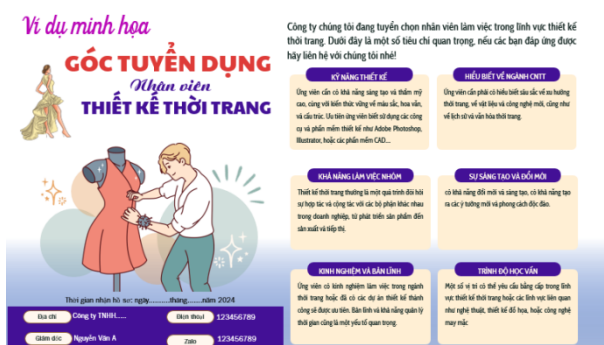 Ví dụ minh họa
GÓC TUYỂN DỤNG
Nhân viên
THIẾT KẾ THỜI TRANG
Thời gian nhận hồ sơ: ngày..........tháng........năm 2024
Địa chỉ Công ty TNHH.....
Điện thoại 123456789
Giám đốc Nguyễn Văn A
Zalo 123456789
Công ty chúng tôi đang tuyển chọn nhân viên làm việc trong lĩnh vực thiết kế
thời trang. Dưới đây là một số tiêu chí quan trọng, nếu các bạn đáp ứng được
hãy liên hệ với chúng tôi nhé!
KỸ NĂNG THIẾT KẾ
Ứng viên cần có khả năng sáng tạo và thẩm mỹ
cao, cùng với kiến thức vững về màu sắc, hoa văn,
và cấu trúc. Ưu tiên ứng viên biết sử dụng các công
cụ và phần mềm thiết kế như Adobe Photoshop,
Illustrator, hoặc các phần mềm CAD....
HIỂU BIẾT VỀ NGÀNH CNTT
Ứng viên cần phải có hiểu biết sâu sắc về xu hướng
thời trang, về vật liệu và công nghệ mới, cũng như
về lịch sử và văn hóa thời trang.
KHẢ NĂNG LÀM VIỆC NHÓM
Thiết kế thời trang thường là một quá trình đòi hỏi
sự hợp tác và cộng tác với các bộ phận khác nhau
trong doanh nghiệp, từ phát triển sản phẩm đến
sản xuất và tiếp thị.
SỰ SÁNG TẠO VÀ ĐỔI MỚI
có khả năng đổi mới và sáng tạo, có khả năng tạo
ra các ý tưởng mới và phong cách độc đáo.
KINH NGHIỆM VÀ BẢN LĨNH
Ứng viên có kinh nghiệm làm việc trong ngành
thời trang hoặc đã có các dự án thiết kế thành
công sẽ được ưu tiên. Bản lĩnh và khả năng quản lý
thời gian cũng là một yếu tố quan trọng.
TRÌNH ĐỘ HỌC VẤN
Một số vị trí có thể yêu cầu bằng cấp trong lĩnh
vực thiết kế thời trang hoặc các lĩnh vực liên quan
như nghệ thuật, thiết kế đồ họa, hoặc công nghệ
may mặc